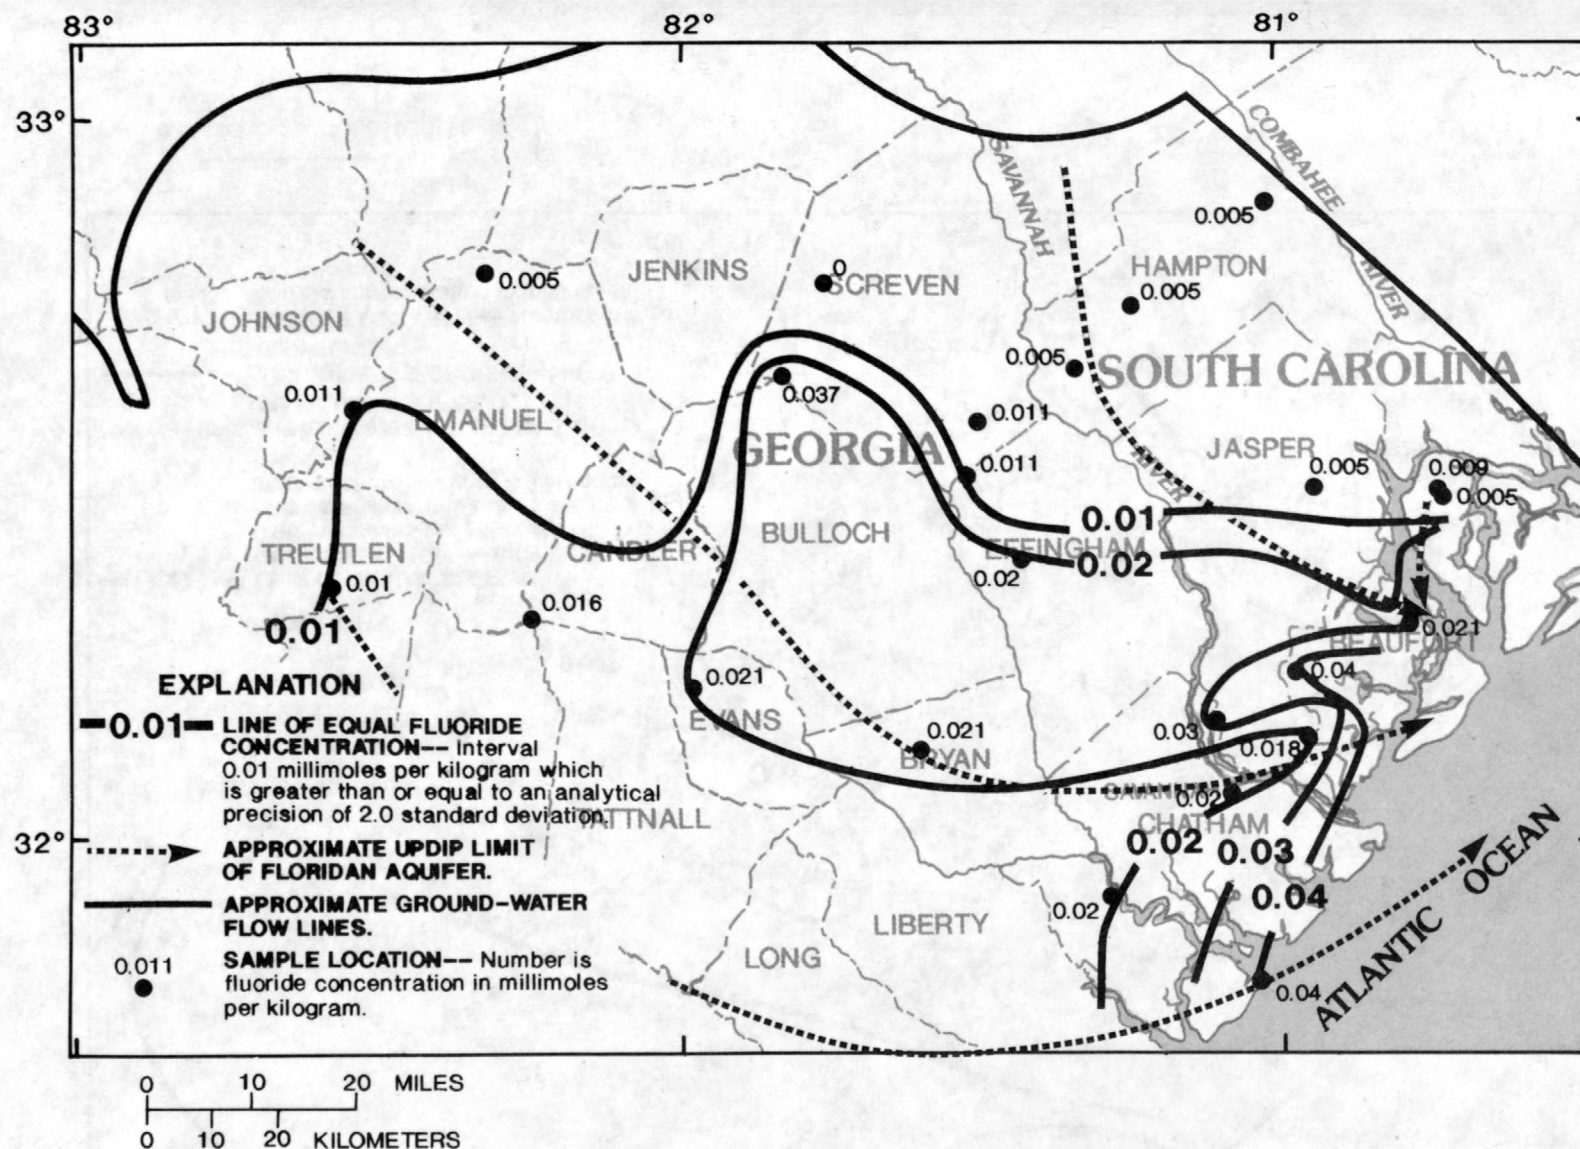 83°
82°
81°
33°
COMBAHEE
RIVER
SAVANNAH
RIVER
0.005
HAMPTON
0.005
0
SCREVEN
JENKINS
0.005
JOHNSON
0.005
SOUTH CAROLINA
0.037
0.011
EMANUEL
0.011
GEORGIA
JASPER
0.011
0.005
0.009
0.005
0.01
BULLOCH
EFFINGHAM
0.02
0.02
TREUTLEN
CANDLER
0.01
0.016
0.01
0.021
BEAUFORT
0.04
0.021
EVANS
0.021
BRYAN
0.03
0.018
SAVANNAH
0.02
CHATHAM
TATTNALL
32°
0.02
0.03
0.04
0.02
LIBERTY
LONG
0.04
ATLANTIC OCEAN
EXPLANATION
0.01 LINE OF EQUAL FLUORIDE
CONCENTRATION-- Interval
0.01 millimoles per kilogram which
is greater than or equal to an analytical
precision of 2.0 standard deviation.
APPROXIMATE UPDIP LIMIT
OF FLORIDAN AQUIFER.
APPROXIMATE GROUND-WATER
FLOW LINES.
0.011 SAMPLE LOCATION-- Number is
fluoride concentration in millimoles
per kilogram.
0 10 20 MILES
0 10 20 KILOMETERS